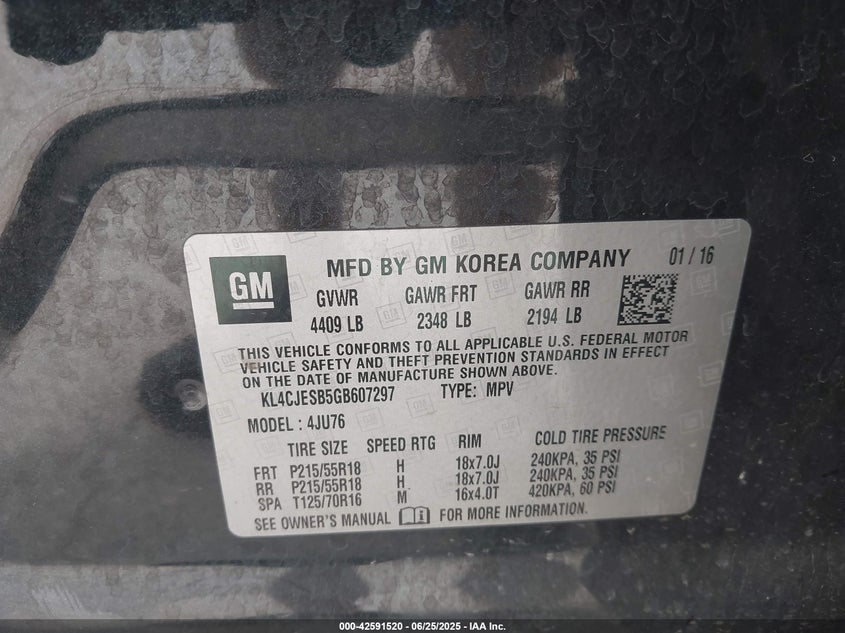 GM
MFD BY GM KOREA COMPANY 01 / 16
GVWR GAWR FRT GAWR RR
4409 LB 2348 LB 2194 LB
THIS VEHICLE CONFORMS TO ALL APPLICABLE U.S. FEDERAL MOTOR
VEHICLE SAFETY AND THEFT PREVENTION STANDARDS IN EFFECT
ON THE DATE OF MANUFACTURE SHOWN ABOVE.
KL4CJESB5GB607297 TYPE: MPV
MODEL : 4JU76
TIRE SIZE SPEED RTG RIM COLD TIRE PRESSURE
FRT P215/55R18 H 18x7.0J 240KPA, 35 PSI
RR P215/55R18 H 18x7.0J 240KPA, 35 PSI
SPA T125/70R16 M 16x4.0T 420KPA, 60 PSI
SEE OWNER'S MANUAL FOR MORE INFORMATION.
000-42591520 - 06/25/2025 - IAA Inc.